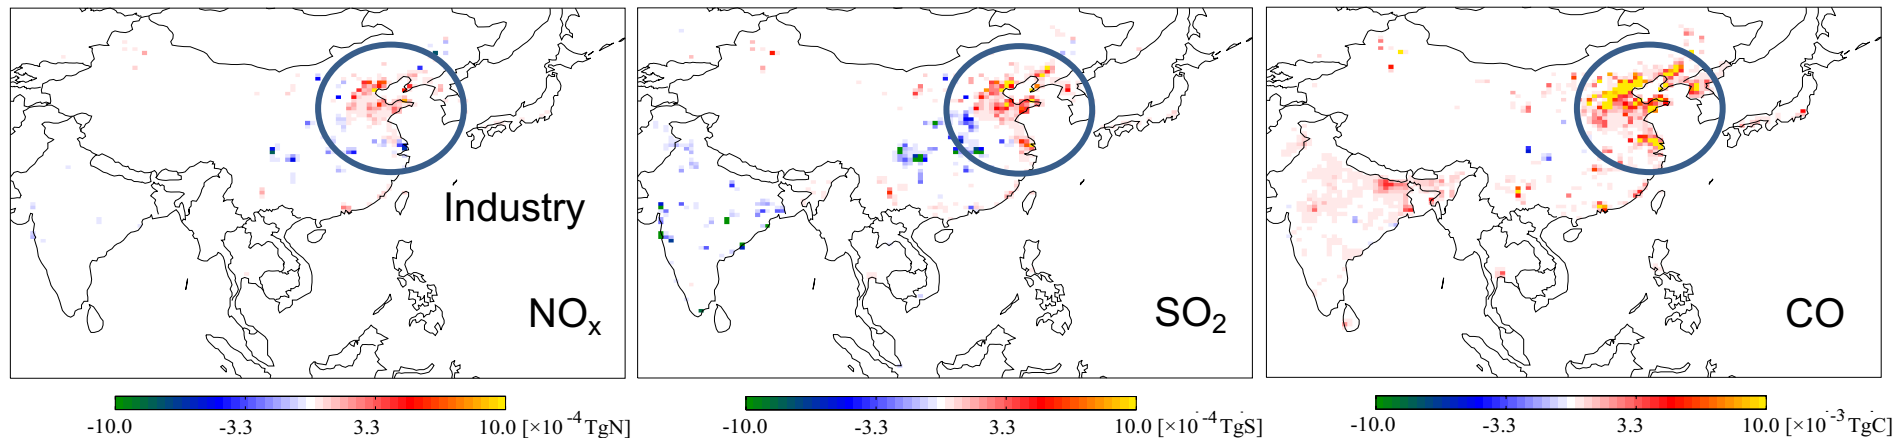 Industry
NOx
-10.0 -3.3 3.3 10.0 [×10-4 TgN]
SO2
-10.0 -3.3 3.3 10.0 [×10-4 TgS]
CO
-10.0 -3.3 3.3 10.0 [×10-3 TgC]